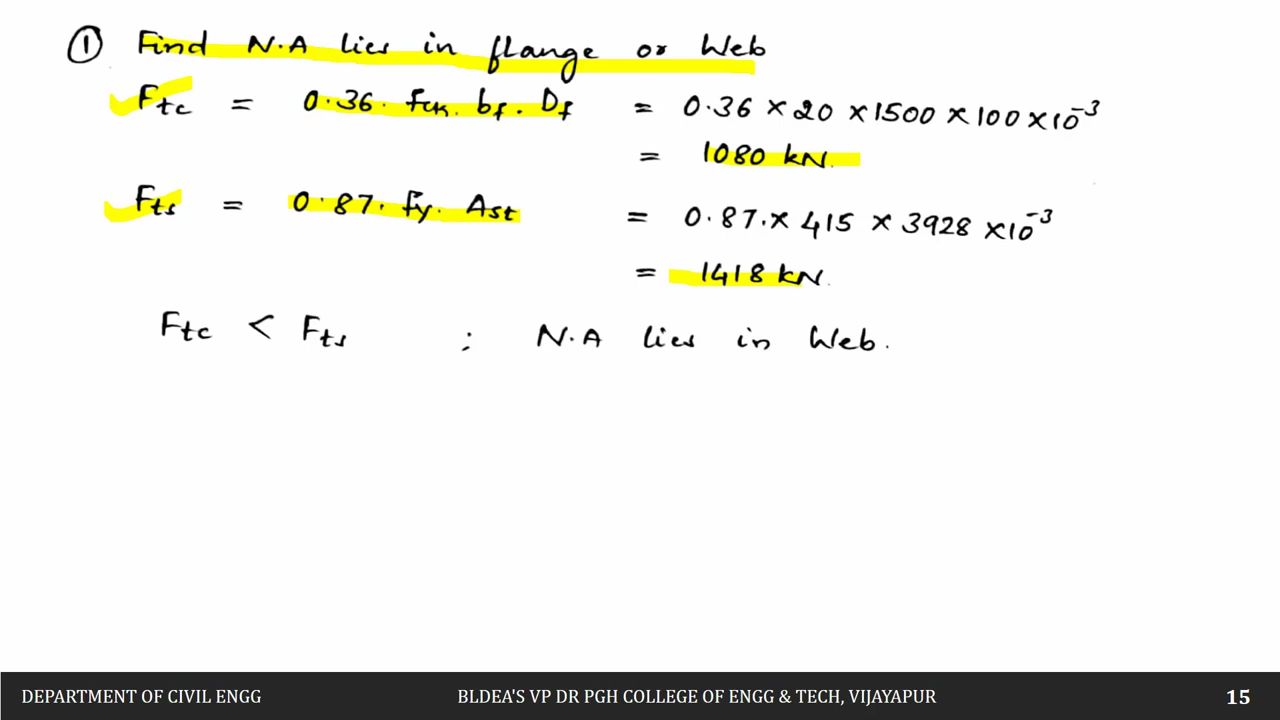 ① Find N.A lies in flange or Web
Ftc = 0.36. fck. bf. Df = 0.36 × 20 × 1500 × 100 × 10⁻³
= 1080 kN.
Fts = 0.87. fy. Ast = 0.87. × 415 × 3928 × 10⁻³
= 1418 kN.
Ftc < Fts ; N.A lies in Web.
DEPARTMENT OF CIVIL ENGG BLDEA'S VP DR PGH COLLEGE OF ENGG & TECH, VIJAYAPUR 15